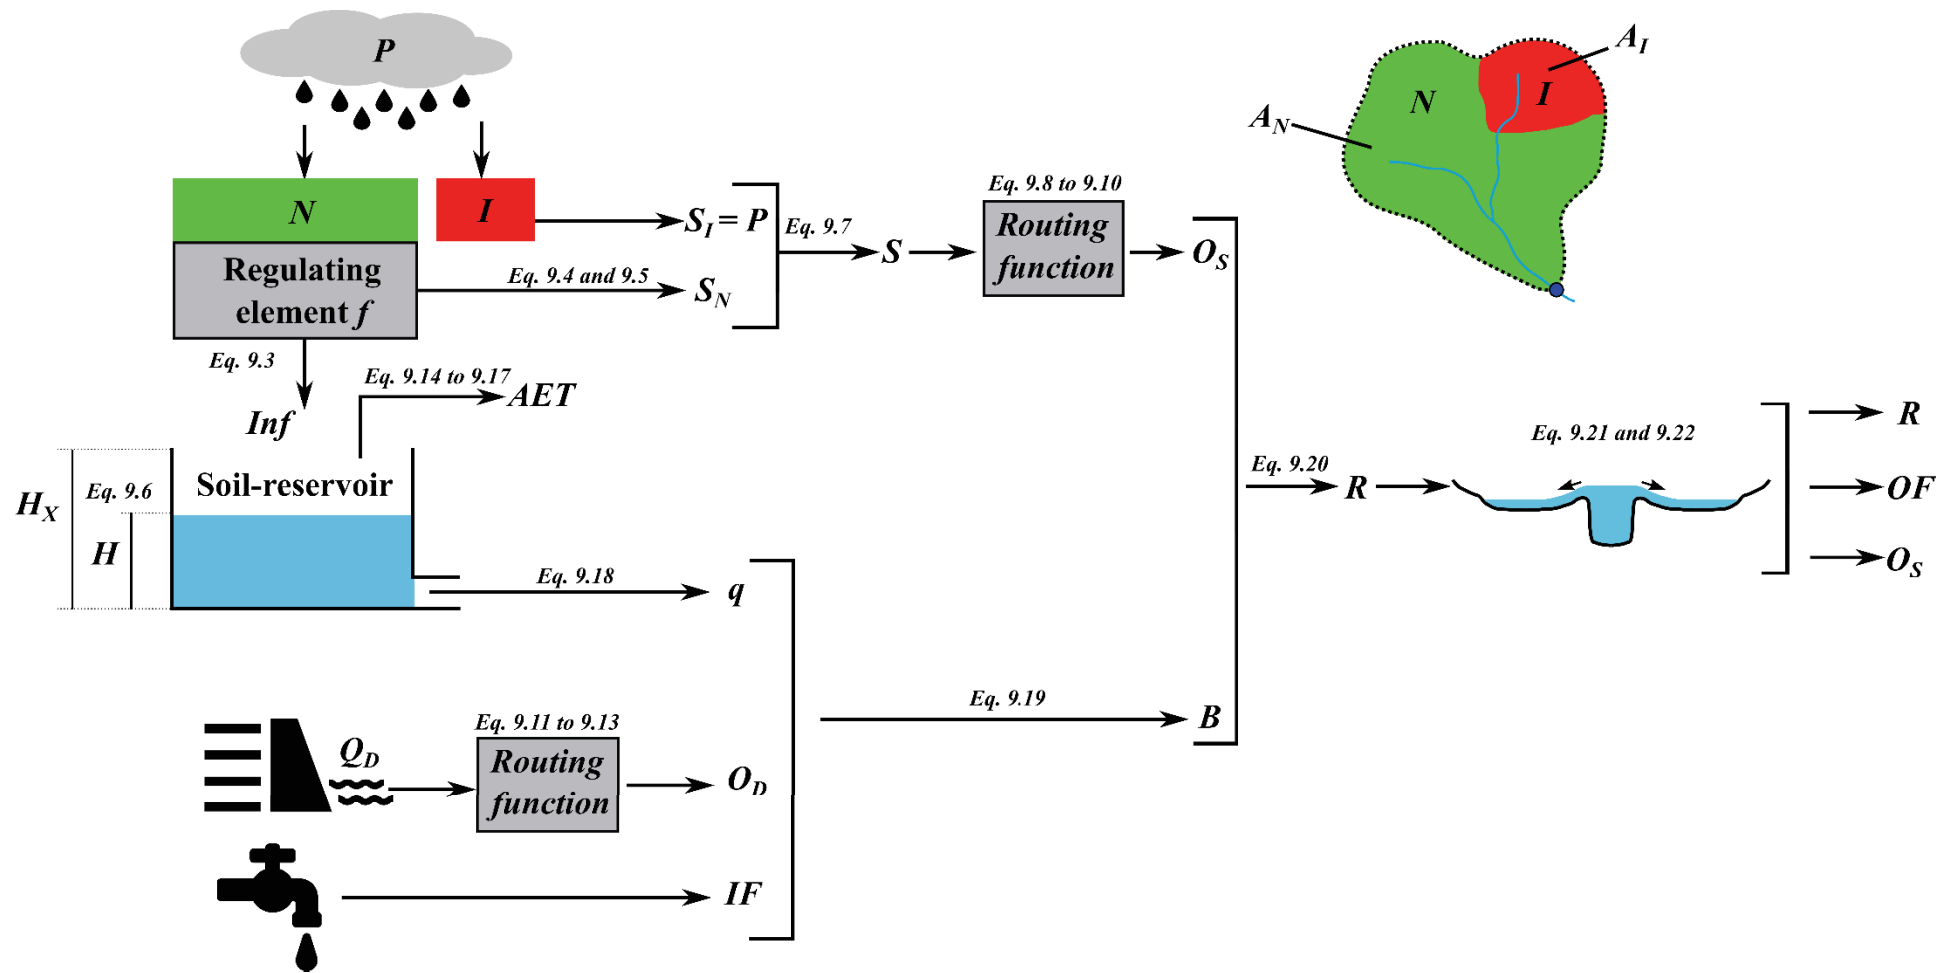 P
A_I
N
I
A_N
N
I
S_I = P
Eq. 9.7
S
Eq. 9.8 to 9.10
Routing
function
O_S
Regulating
element f
Eq. 9.4 and 9.5
S_N
Eq. 9.3
Inf
Eq. 9.14 to 9.17
AET
H_X
Eq. 9.6
Soil-reservoir
H
Eq. 9.18
q
Eq. 9.20
R
Eq. 9.21 and 9.22
R
OF
O_S
Q_D
Eq. 9.11 to 9.13
Routing
function
O_D
IF
Eq. 9.19
B